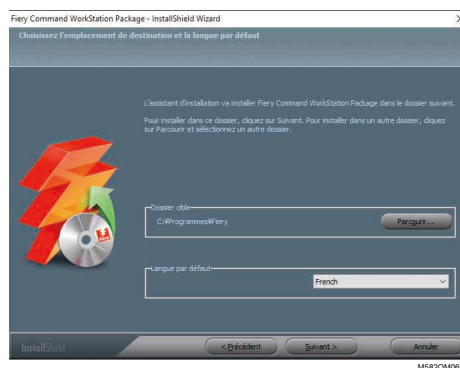 Fiery Command WorkStation Package - InstallShield Wizard
Choisissez l'emplacement de destination et la langue par défaut
L'assistant d'installation va installer Fiery Command WorkStation Package dans le dossier suivant.
Pour installer dans ce dossier, cliquez sur Suivant. Pour installer dans un autre dossier, cliquez
sur Parcourir et sélectionnez un autre dossier.
Dossier cible
C:₩Programmes₩Fiery
Parcourir...
Langue par défaut
French
InstallShield
< Précédent
Suivant >
Annuler
M582OM06